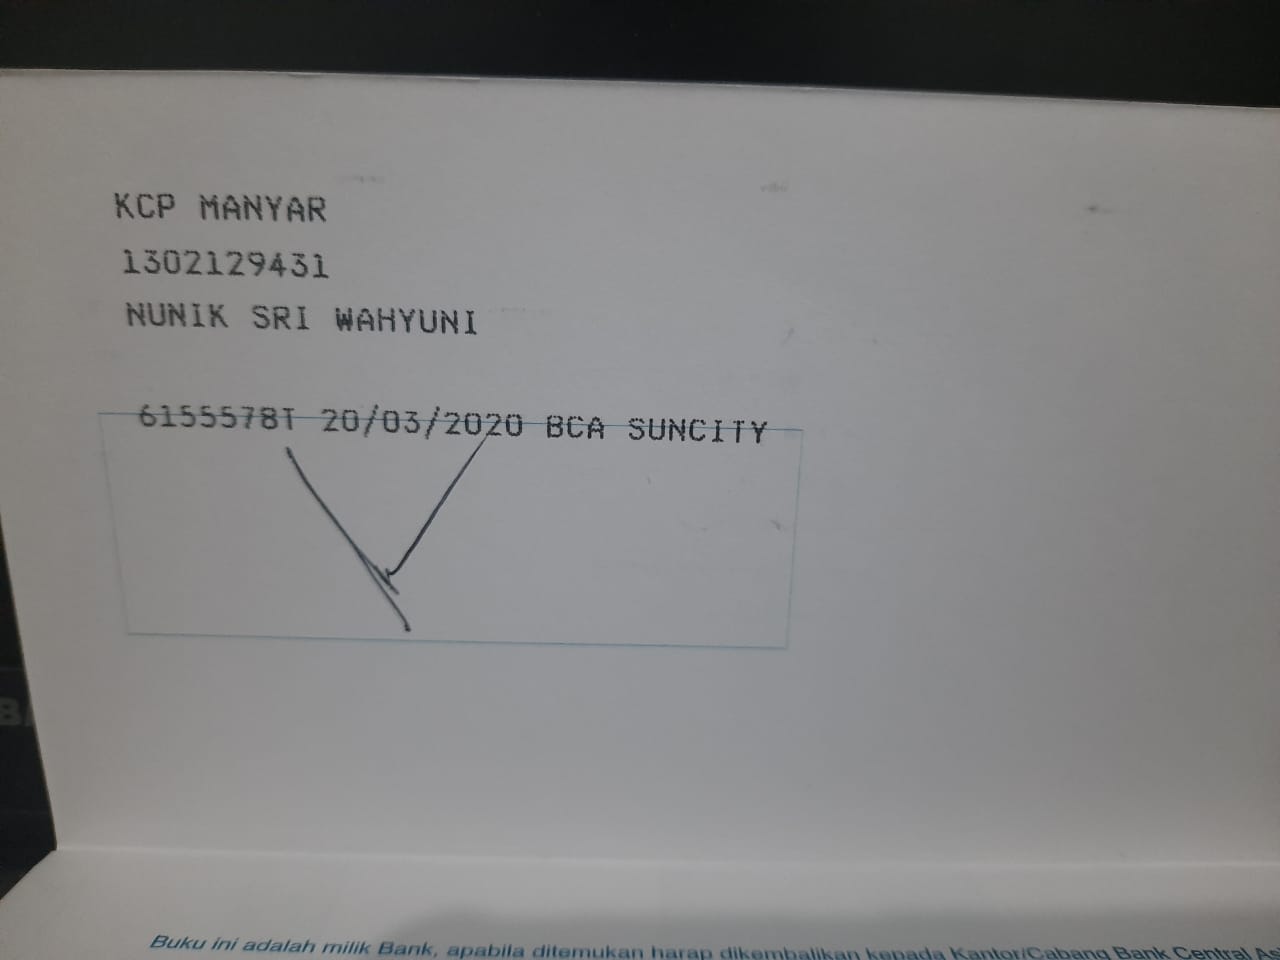 KCP MANYAR
1302129431
NUNIK SRI WAHYUNI
6155578T 20/03/2020 BCA SUNCITY
Buku ini adalah milik Bank, apabila ditemukan harap dikembalikan kepada Kantor/Cabang Bank Central